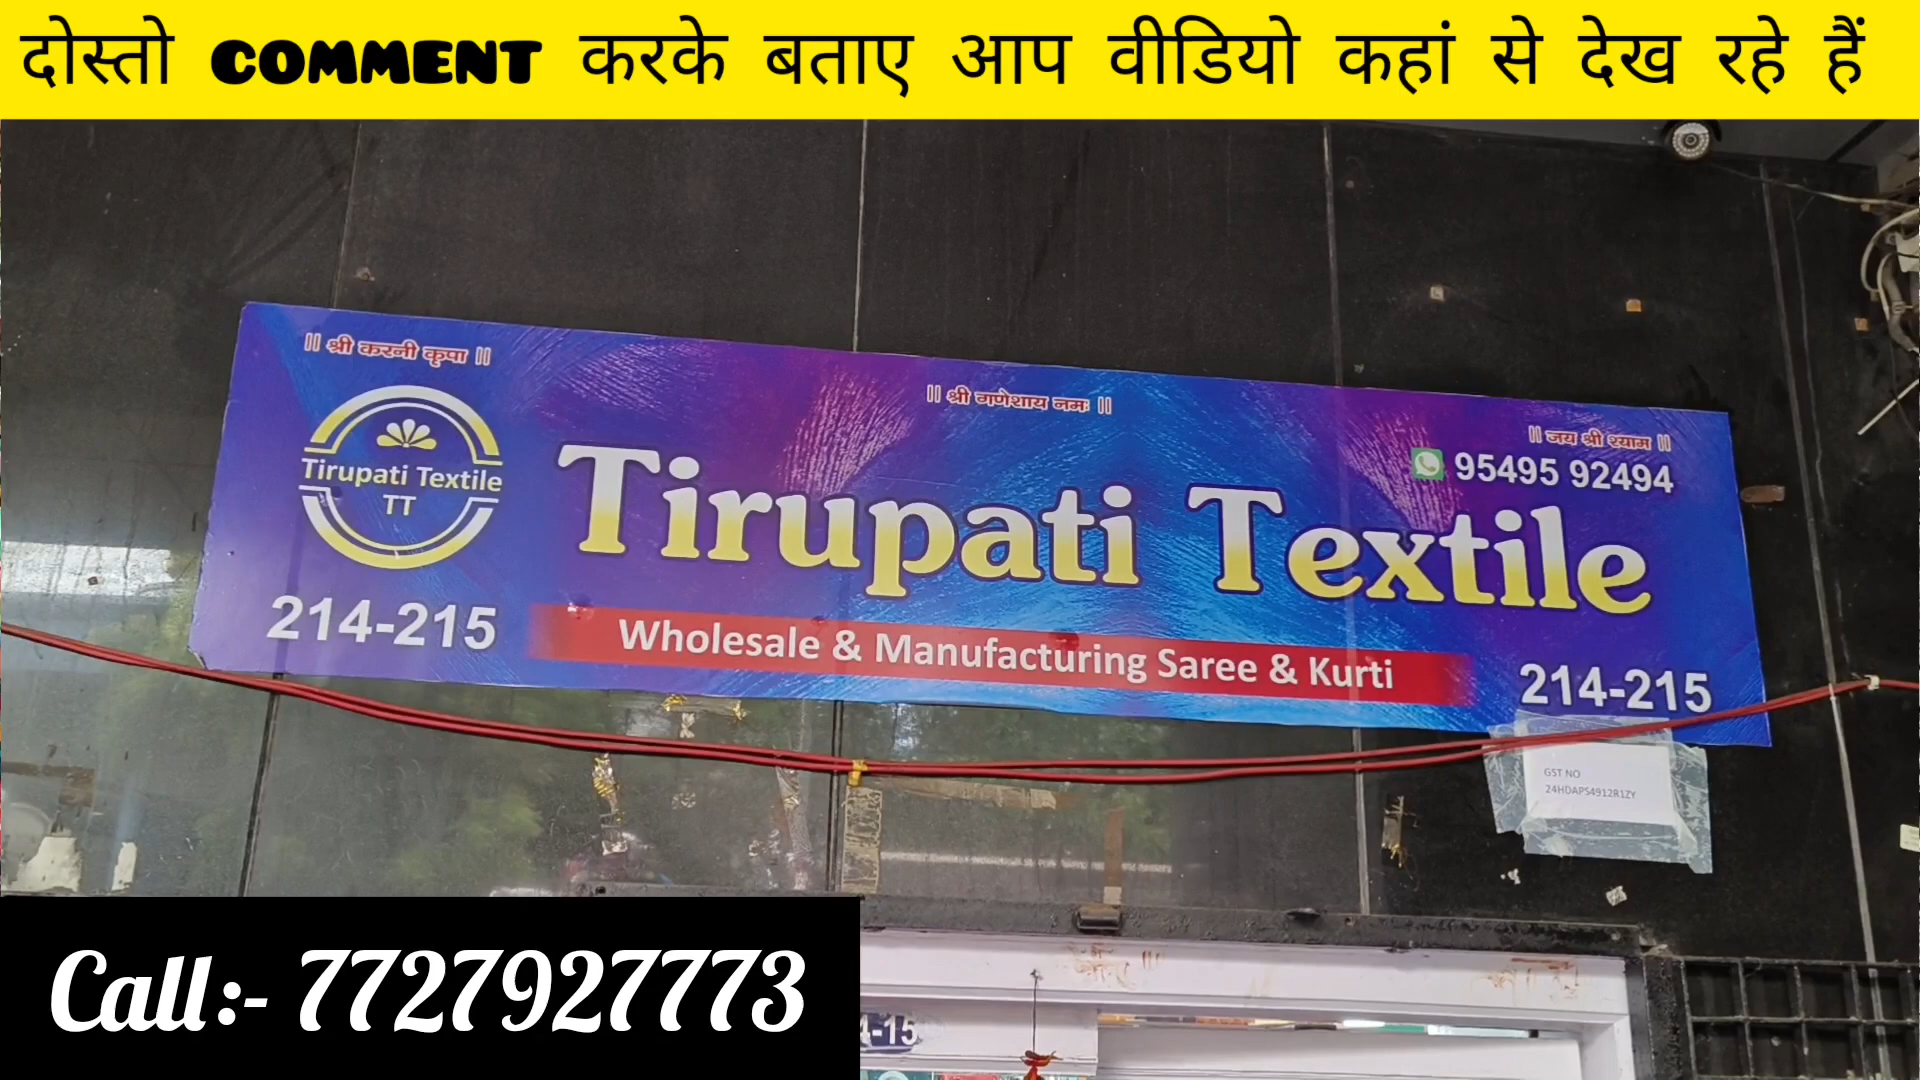 दोस्तो COMMENT करके बताए आप वीडियो कहां से देख रहे हैं
|| श्री करनी कृपा ||
|| श्री गणेशाय नमः ||
|| जय श्री श्याम ||
95495 92494
Tirupati Textile
TT
Tirupati Textile
214-215
Wholesale & Manufacturing Saree & Kurti
214-215
GST NO
24HDAPS4912R1ZY
Call:- 7727927773